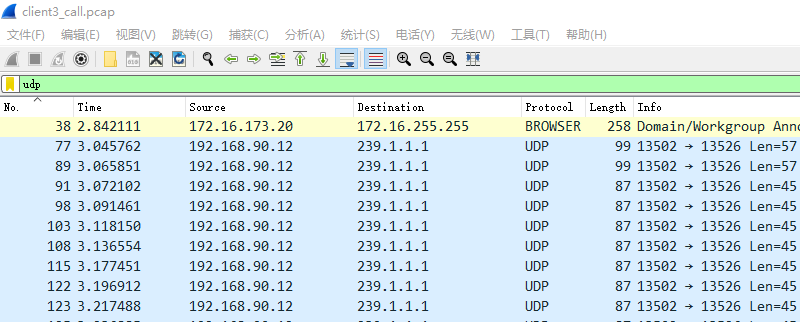 client3_call.pcap
文件(F) 编辑(E) 视图(V) 跳转(G) 捕获(C) 分析(A) 统计(S) 电话(Y) 无线(W) 工具(T) 帮助(H)
udp
No. Time Source Destination Protocol Length Info
38 2.842111 172.16.173.20 172.16.255.255 BROWSER 258 Domain/Workgroup Anno
77 3.045762 192.168.90.12 239.1.1.1 UDP 99 13502 → 13526 Len=57
89 3.065851 192.168.90.12 239.1.1.1 UDP 99 13502 → 13526 Len=57
91 3.072102 192.168.90.12 239.1.1.1 UDP 87 13502 → 13526 Len=45
98 3.091461 192.168.90.12 239.1.1.1 UDP 87 13502 → 13526 Len=45
103 3.118150 192.168.90.12 239.1.1.1 UDP 87 13502 → 13526 Len=45
108 3.136554 192.168.90.12 239.1.1.1 UDP 87 13502 → 13526 Len=45
115 3.177451 192.168.90.12 239.1.1.1 UDP 87 13502 → 13526 Len=45
122 3.196912 192.168.90.12 239.1.1.1 UDP 87 13502 → 13526 Len=45
123 3.217488 192.168.90.12 239.1.1.1 UDP 87 13502 → 13526 Len=45